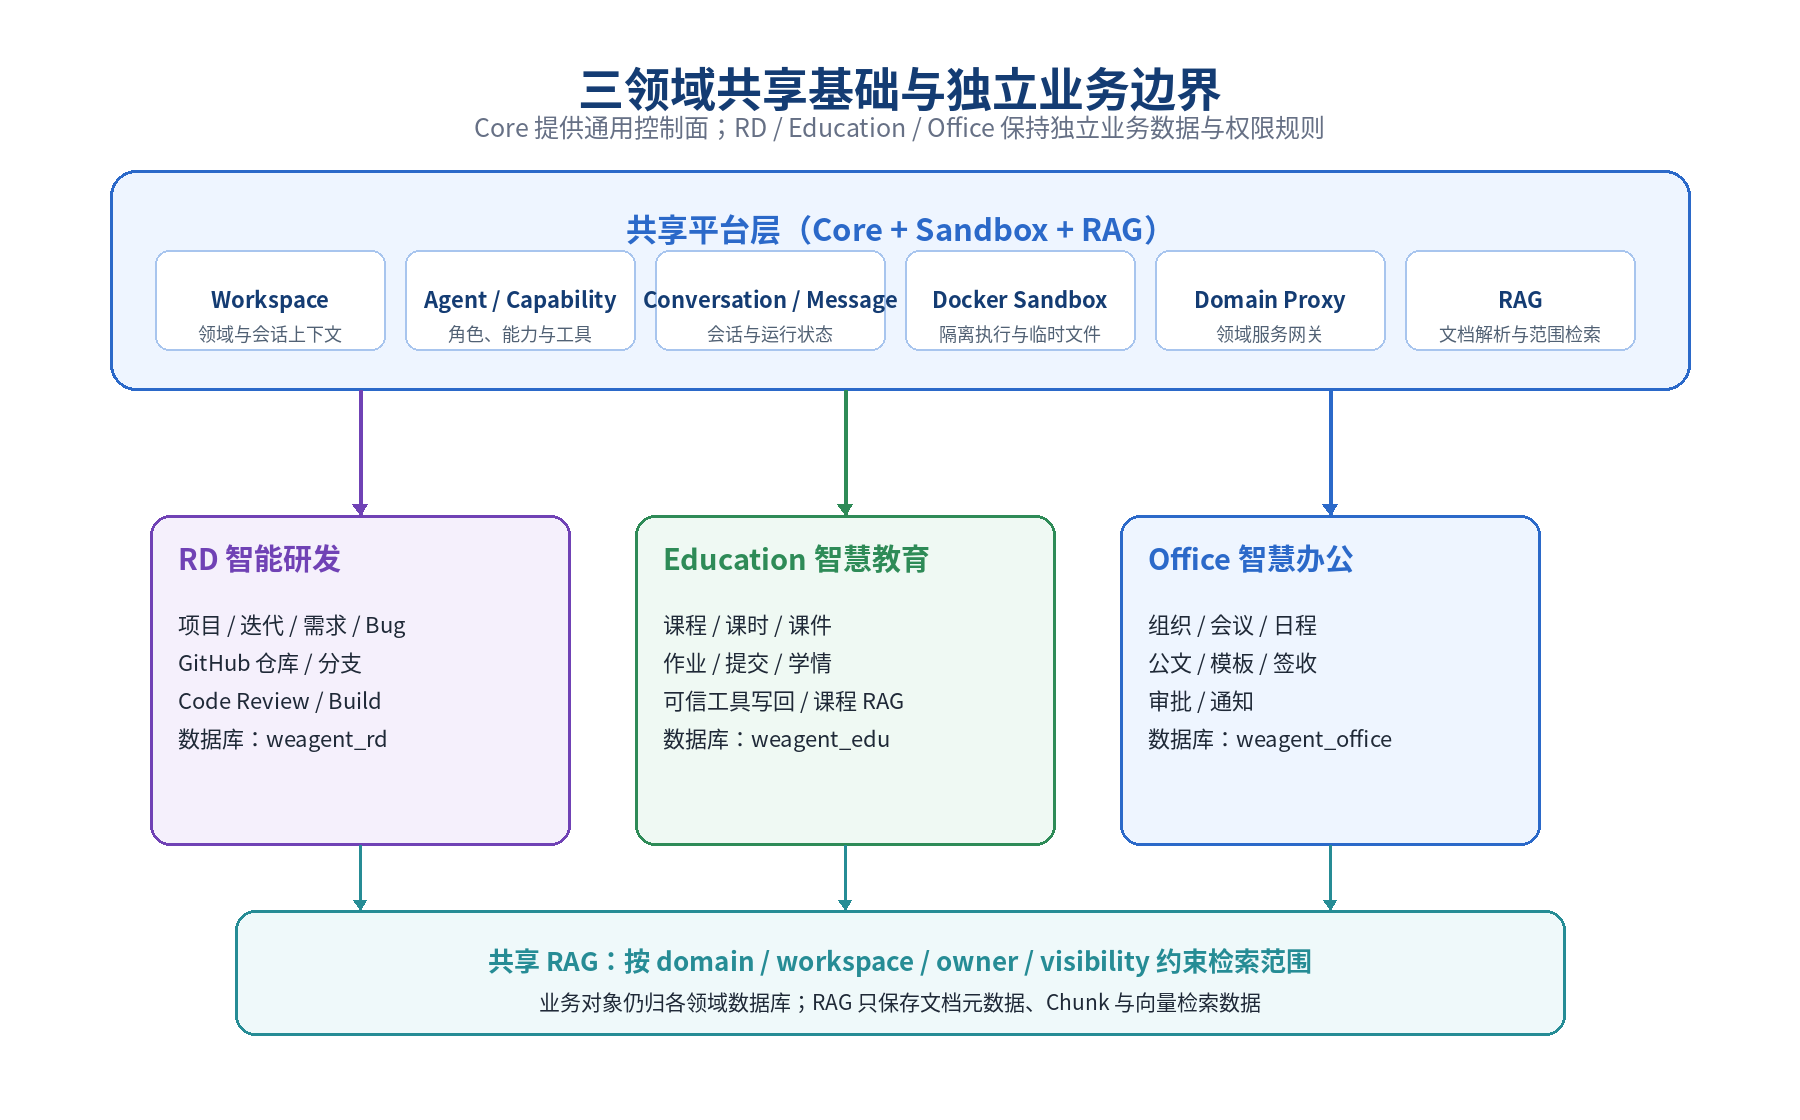 三领域共享基础与独立业务边界
Core 提供通用控制面；RD / Education / Office 保持独立业务数据与权限规则
共享平台层（Core + Sandbox + RAG）
Workspace
领域与会话上下文
Agent / Capability
角色、能力与工具
Conversation / Message
会话与运行状态
Docker Sandbox
隔离执行与临时文件
Domain Proxy
领域服务网关
RAG
文档解析与范围检索
RD 智能研发
项目 / 迭代 / 需求 / Bug
GitHub 仓库 / 分支
Code Review / Build
数据库：weagent_rd
Education 智慧教育
课程 / 课时 / 课件
作业 / 提交 / 学情
可信工具写回 / 课程 RAG
数据库：weagent_edu
Office 智慧办公
组织 / 会议 / 日程
公文 / 模板 / 签收
审批 / 通知
数据库：weagent_office
共享 RAG：按 domain / workspace / owner / visibility 约束检索范围
业务对象仍归各领域数据库；RAG 只保存文档元数据、Chunk 与向量检索数据